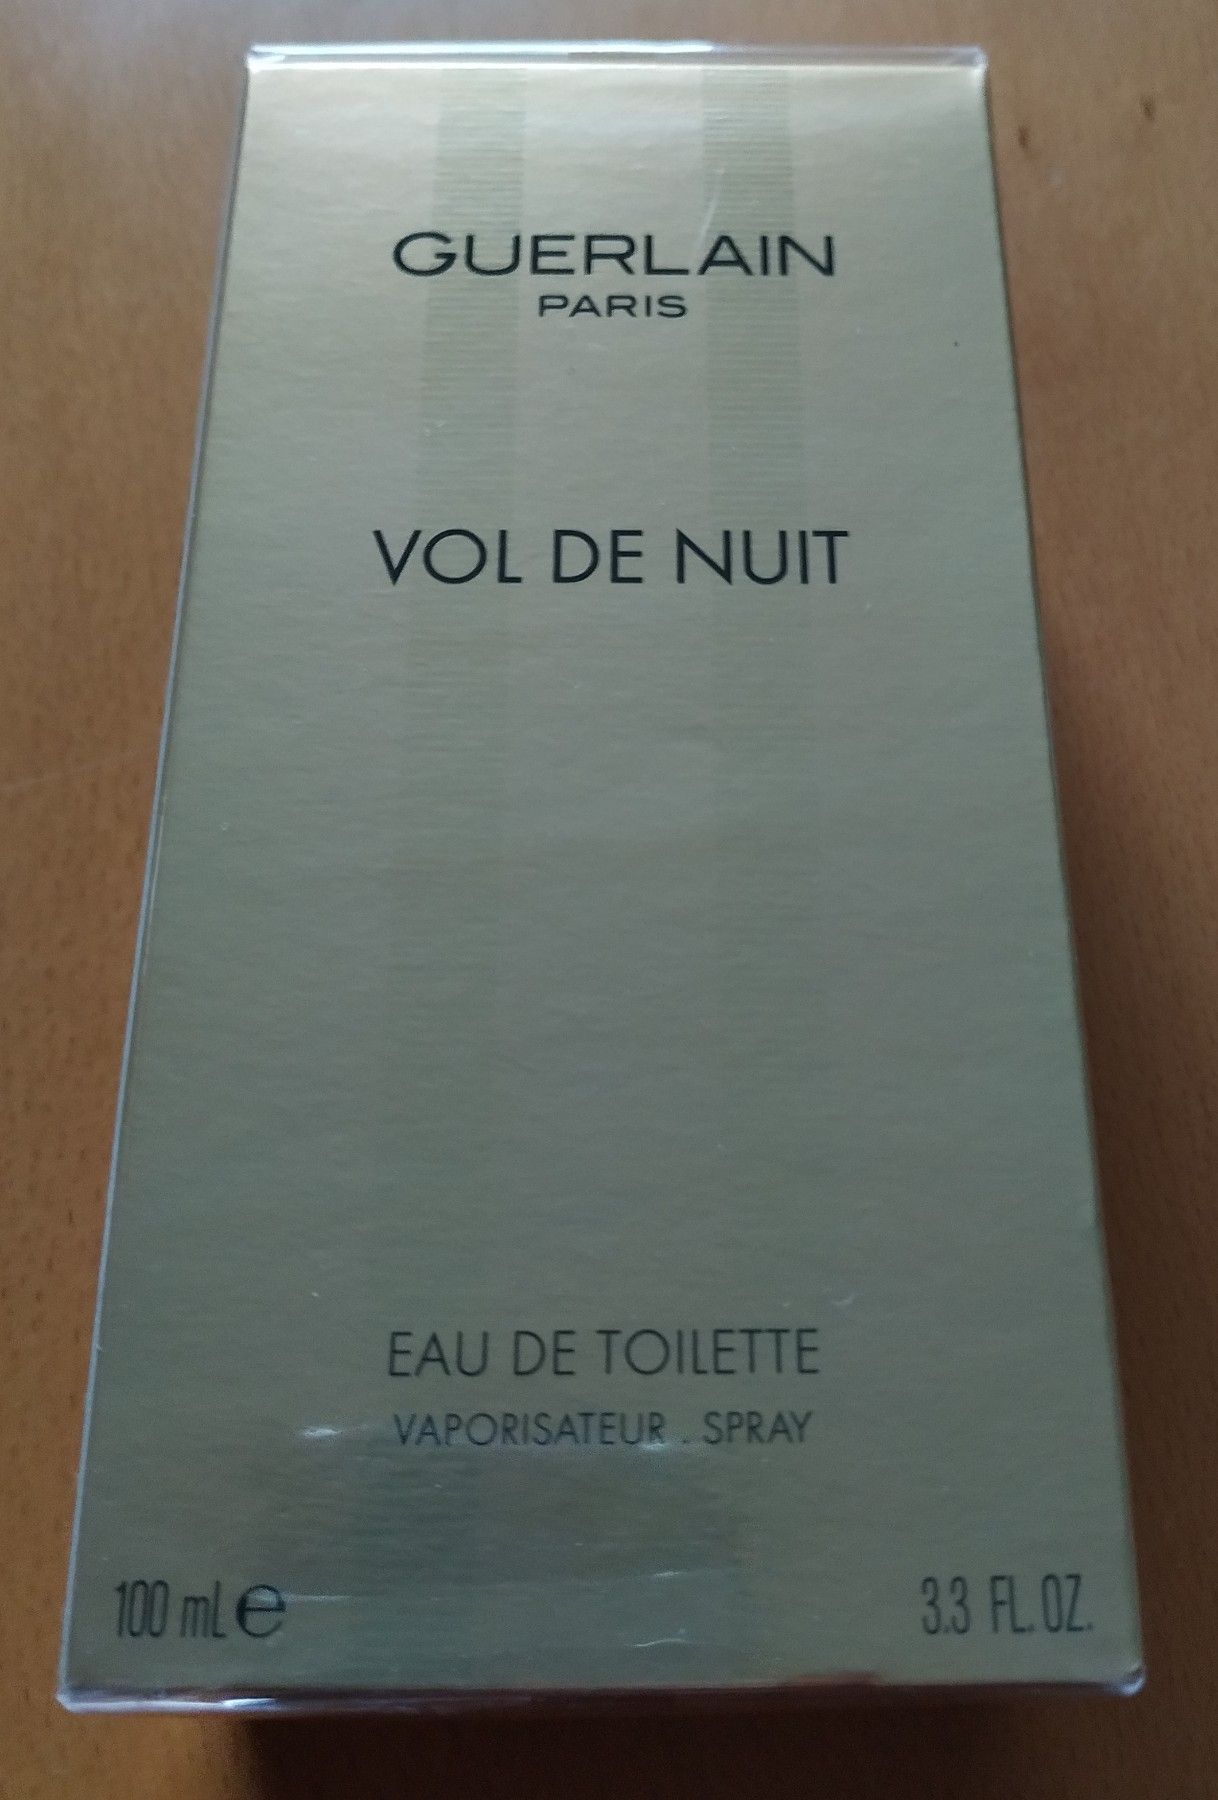 GUERLAIN
PARIS
VOL DE NUIT
EAU DE TOILETTE
VAPORISATEUR . SPRAY
100 mL ℮ 3.3 FL. OZ.